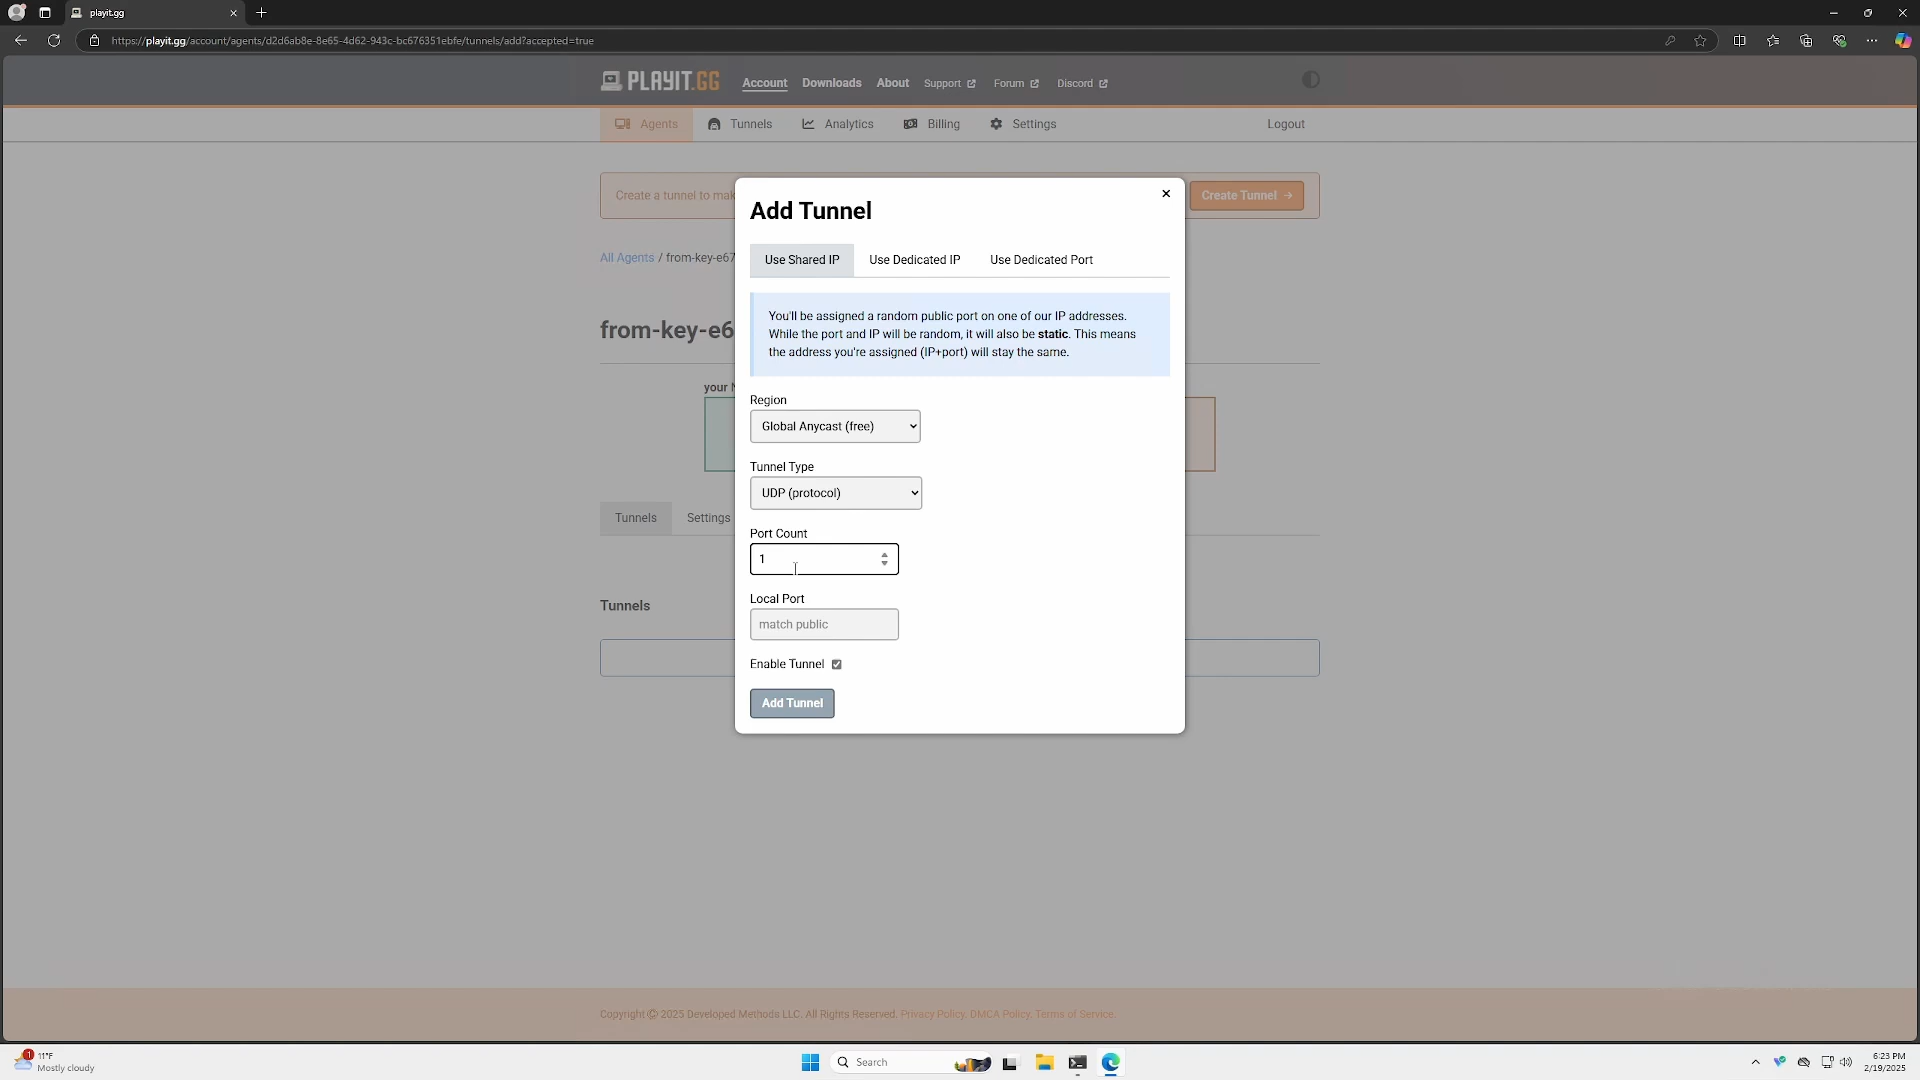 playit.gg
https://playit.gg/account/agents/d2d6ab8e-8e65-4d62-943c-bc676351ebfe/tunnels/add?accepted=true
PLAYIT.GG Account Downloads About Support Forum Discord
Agents Tunnels Analytics Billing Settings Logout
Create a tunnel to mak
Create Tunnel →
All Agents / from-key-e67
from-key-e6
your
Tunnels Settings
Tunnels
Add Tunnel
Use Shared IP Use Dedicated IP Use Dedicated Port
You'll be assigned a random public port on one of our IP addresses.
While the port and IP will be random, it will also be static. This means
the address you're assigned (IP+port) will stay the same.
Region
Global Anycast (free)
Tunnel Type
UDP (protocol)
Port Count
1
Local Port
match public
Enable Tunnel
Add Tunnel
Copyright © 2025 Developed Methods LLC. All Rights Reserved. Privacy Policy. DMCA Policy. Terms of Service.
1
11°F
Mostly cloudy
Search
6:23 PM
2/19/2025